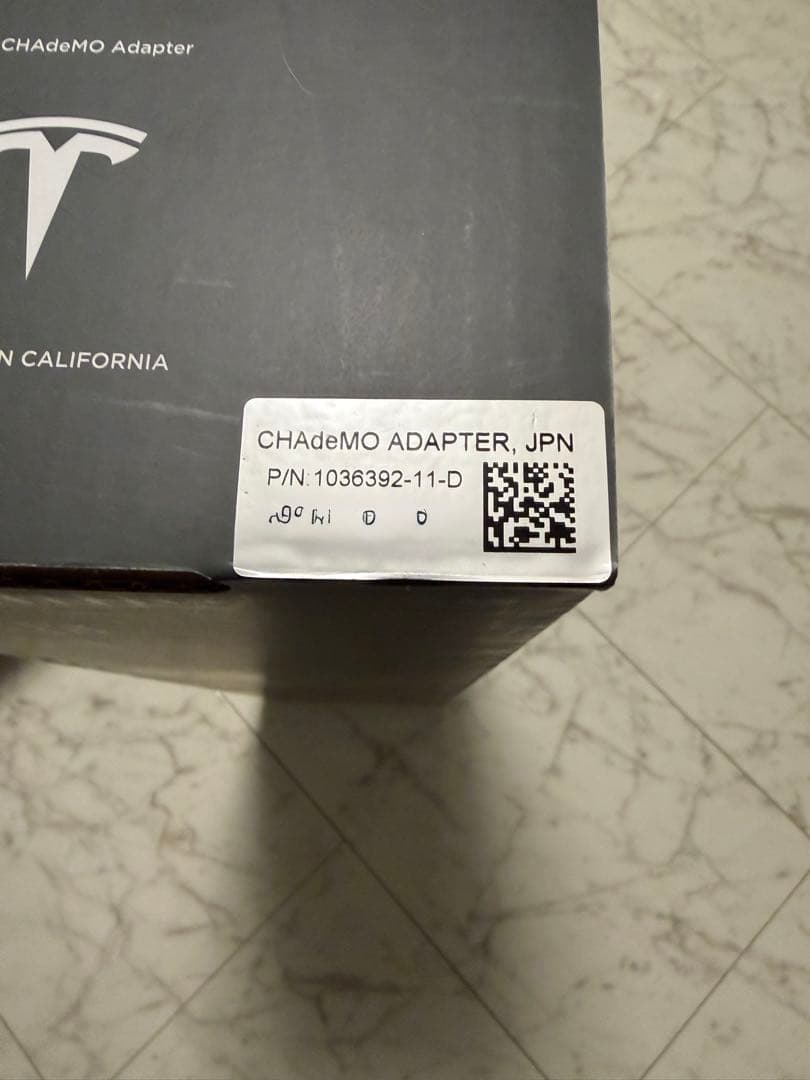 CHAdeMO Adapter
N CALIFORNIA
CHAdeMO ADAPTER, JPN
P/N:1036392-11-D